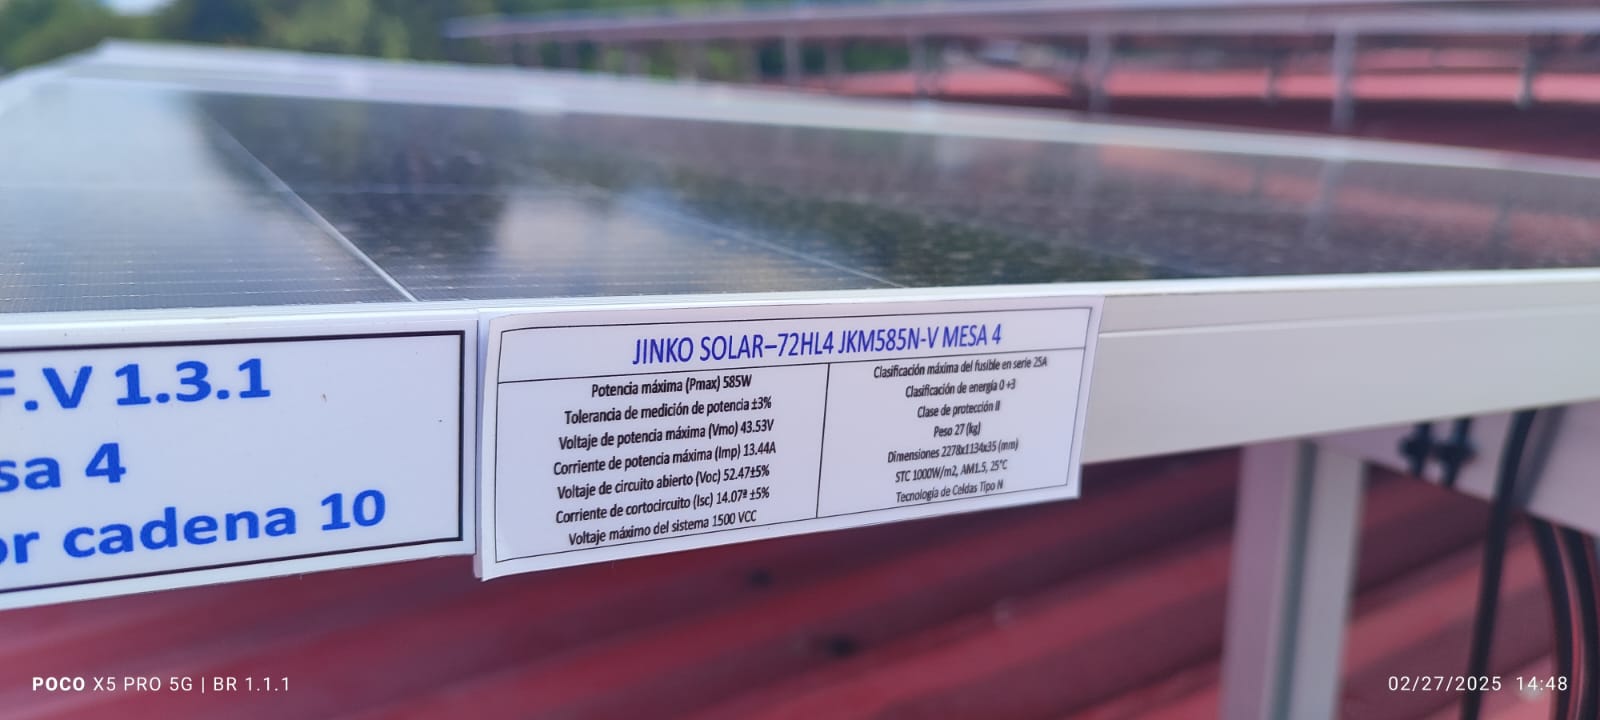 F.V 1.3.1
sa 4
or cadena 10
JINKO SOLAR–72HL4 JKM585N-V MESA 4
Potencia máxima (Pmax) 585W
Tolerancia de medición de potencia ±3%
Voltaje de potencia máxima (Vmo) 43.53V
Corriente de potencia máxima (Imp) 13.44A
Voltaje de circuito abierto (Voc) 52.47±5%
Corriente de cortocircuito (Isc) 14.07ª ±5%
Voltaje máximo del sistema 1500 VCC
Clasificación máxima del fusible en serie 25A
Clasificación de energía 0 +3
Clase de protección II
Peso 27 (kg)
Dimensiones 2278x1134x35 (mm)
STC 1000W/m2, AM1.5, 25°C
Tecnología de Celdas Tipo N
POCO X5 PRO 5G | BR 1.1.1
02/27/2025 14:48